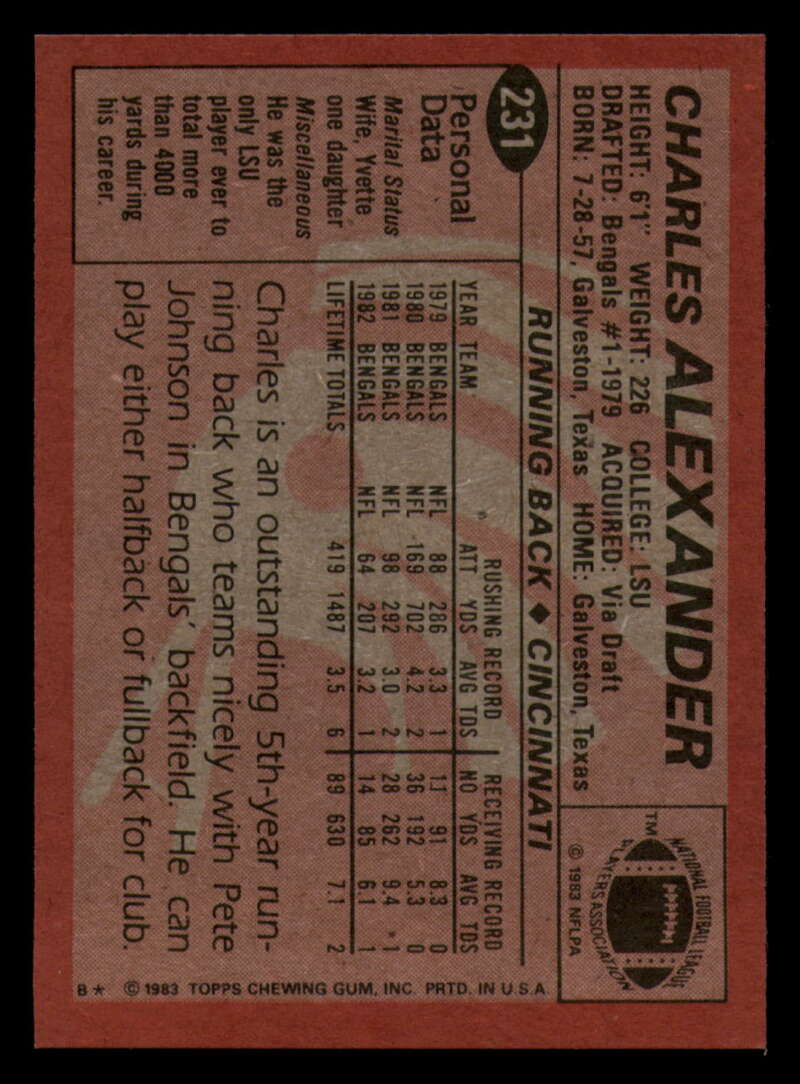 CHARLES ALEXANDER
HEIGHT: 6'1" WEIGHT: 226 COLLEGE: LSU
DRAFTED: Bengals #1-1979 ACQUIRED: Via Draft
BORN: 7-28-57, Galveston, Texas HOME: Galveston, Texas
NATIONAL FOOTBALL LEAGUE
PLAYERS ASSOCIATION
TM
© 1983 NFLPA
231
RUNNING BACK ♦ CINCINNATI
Personal
Data
Marital Status
Wife, Yvette
one daughter
Miscellaneous
He was the
only LSU
player ever to
total more
than 4000
yards during
his career.
RUSHING RECORD RECEIVING RECORD
YEAR TEAM ATT YDS AVG TDS NO YDS AVG TDS
1979 BENGALS NFL 88 286 3.3 1 11 91 8.3 0
1980 BENGALS NFL 169 702 4.2 2 36 192 5.3 0
1981 BENGALS NFL 98 292 3.0 2 28 262 9.4 1
1982 BENGALS NFL 64 207 3.2 1 14 85 6.1 1
LIFETIME TOTALS 419 1487 3.5 6 89 630 7.1 2
Charles is an outstanding 5th-year run-
ning back who teams nicely with Pete
Johnson in Bengals' backfield. He can
play either halfback or fullback for club.
B* © 1983 TOPPS CHEWING GUM, INC. PRTD. IN U.S.A.